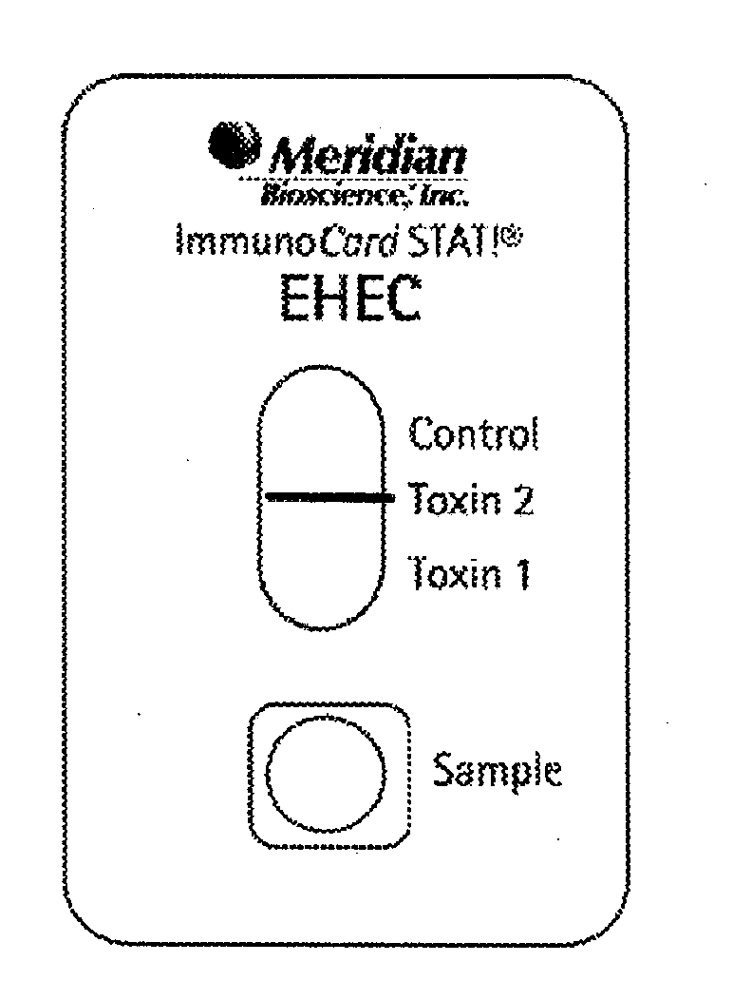 Meridian
Bioscience, Inc.
ImmunoCard STAT!®
EHEC
Control
Toxin 2
Toxin 1
Sample